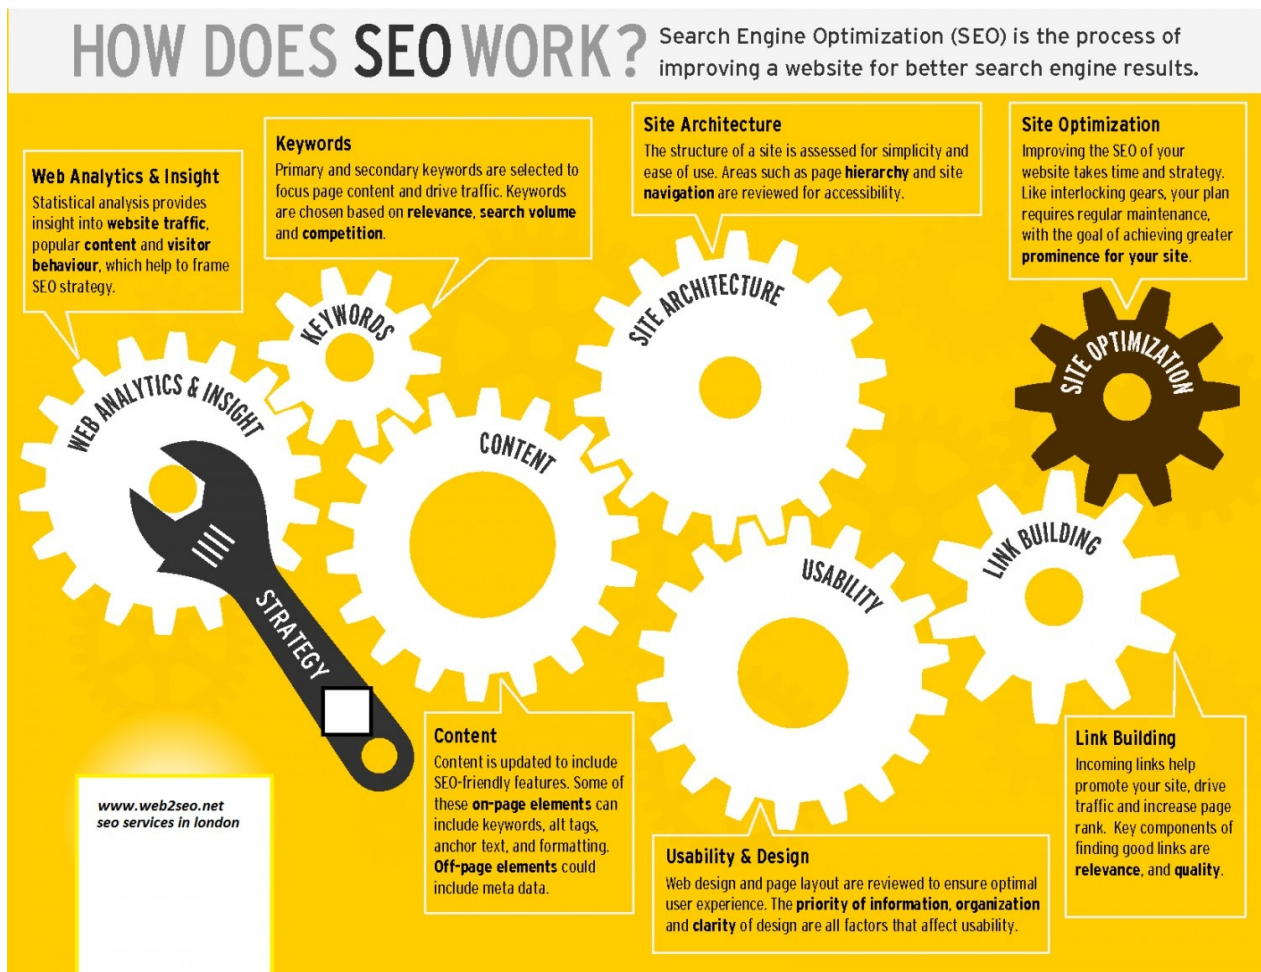 HOW DOES SEO WORK?
Search Engine Optimization (SEO) is the process of
improving a website for better search engine results.
Web Analytics & Insight
Statistical analysis provides
insight into website traffic,
popular content and visitor
behaviour, which help to frame
SEO strategy.
Keywords
Primary and secondary keywords are selected to
focus page content and drive traffic. Keywords
are chosen based on relevance, search volume
and competition.
Site Architecture
The structure of a site is assessed for simplicity and
ease of use. Areas such as page hierarchy and site
navigation are reviewed for accessibility.
Site Optimization
Improving the SEO of your
website takes time and strategy.
Like interlocking gears, your plan
requires regular maintenance,
with the goal of achieving greater
prominence for your site.
WEB ANALYTICS & INSIGHT
KEYWORDS
CONTENT
SITE ARCHITECTURE
USABILITY
LINK BUILDING
SITE OPTIMIZATION
STRATEGY
Content
Content is updated to include
SEO-friendly features. Some of
these on-page elements can
include keywords, alt tags,
anchor text, and formatting.
Off-page elements could
include meta data.
Usability & Design
Web design and page layout are reviewed to ensure optimal
user experience. The priority of information, organization
and clarity of design are all factors that affect usability.
Link Building
Incoming links help
promote your site, drive
traffic and increase page
rank. Key components of
finding good links are
relevance, and quality.
www.web2seo.net
seo services in london